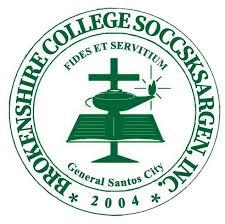 BROKENSHIRE COLLEGE SOCCSKSARGEN, INC.
FIDES ET SERVITIUM
General Santos City
* 2004 *